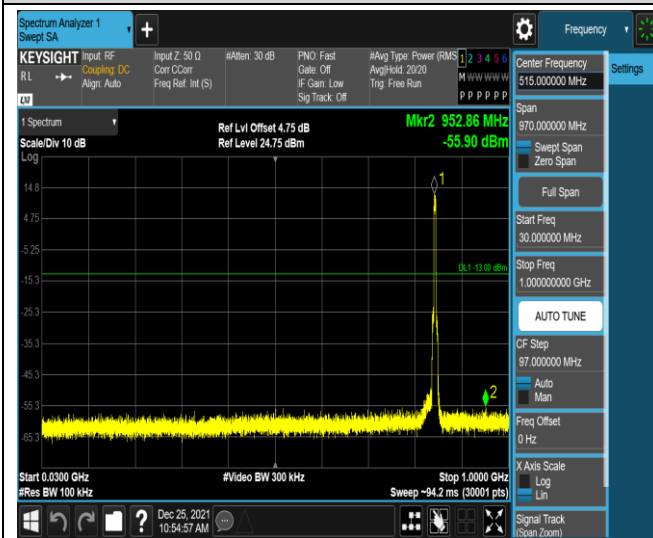 Spectrum Analyzer 1
Swept SA
Frequency
KEYSIGHT
RL
LXI
Input: RF
Coupling: DC
Align: Auto
Input Z: 50 Ω
Corr CCorr
Freq Ref: Int (S)
#Atten: 30 dB
PNO: Fast
Gate: Off
IF Gain: Low
Sig Track: Off
#Avg Type: Power (RMS
Avg|Hold: 20/20
Trig: Free Run
1 2 3 4 5 6
M W W W W W
P P P P P P
1 Spectrum
Scale/Div 10 dB
Ref Lvl Offset 4.75 dB
Ref Level 24.75 dBm
Mkr2 952.86 MHz
-55.90 dBm
Log
14.8
4.75
-5.25
-15.3
-25.3
-35.3
-45.3
-55.3
-65.3
1
DL1 -13.00 dBm
2
Start 0.0300 GHz
#Res BW 100 kHz
#Video BW 300 kHz
Stop 1.0000 GHz
Sweep ~94.2 ms (30001 pts)
?
Dec 25, 2021
10:54:57 AM
Center Frequency
515.000000 MHz
Settings
Span
970.000000 MHz
Swept Span
Zero Span
Full Span
Start Freq
30.000000 MHz
Stop Freq
1.000000000 GHz
AUTO TUNE
CF Step
97.000000 MHz
Auto
Man
Freq Offset
0 Hz
X Axis Scale
Log
Lin
Signal Track
(Span Zoom)